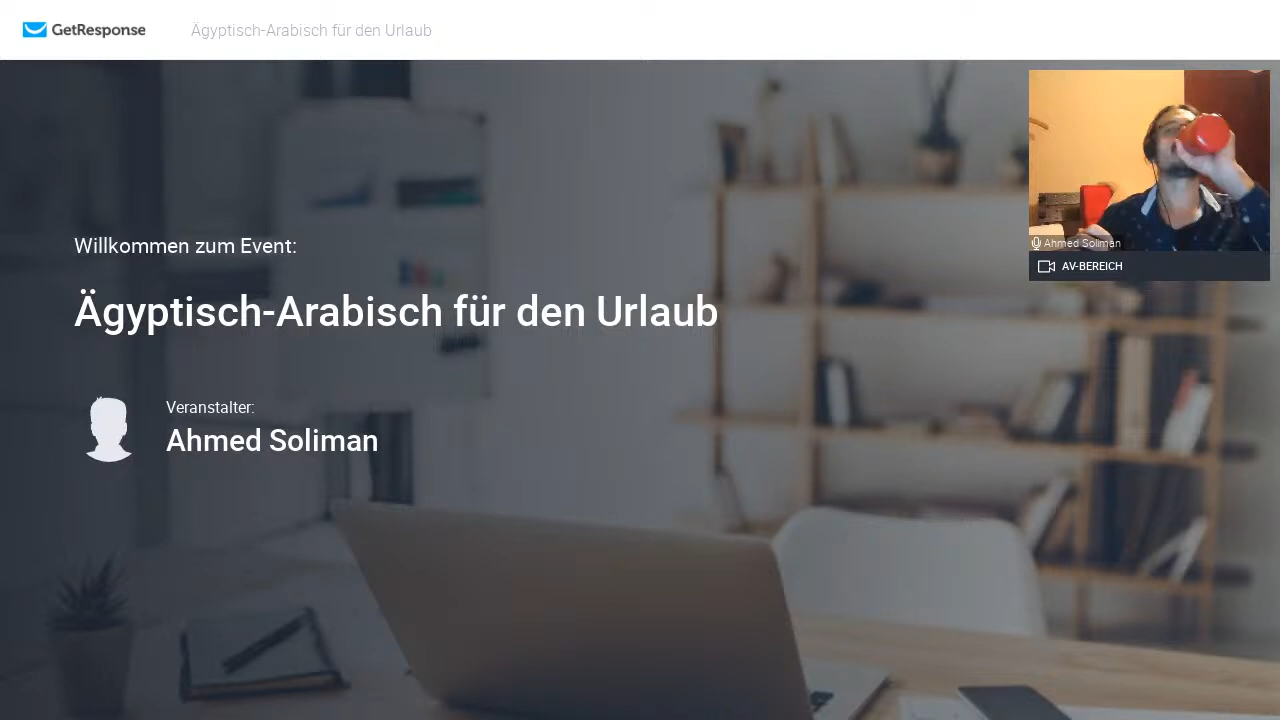 GetResponse
Ägyptisch-Arabisch für den Urlaub
Willkommen zum Event:
Ägyptisch-Arabisch für den Urlaub
Veranstalter:
Ahmed Soliman
Ahmed Soliman
AV-BEREICH